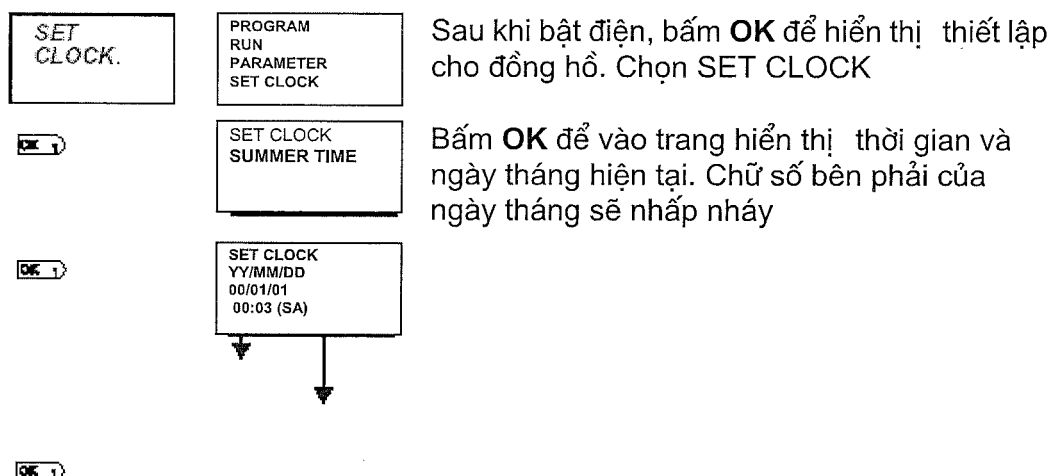 SET
CLOCK.
PROGRAM
RUN
PARAMETER
SET CLOCK
Sau khi bật điện, bấm OK để hiển thị thiết lập
cho đồng hồ. Chọn SET CLOCK
OK 1
SET CLOCK
SUMMER TIME
Bấm OK để vào trang hiển thị thời gian và
ngày tháng hiện tại. Chữ số bên phải của
ngày tháng sẽ nhấp nháy
OK 1
SET CLOCK
YY/MM/DD
00/01/01
00:03 (SA)
OK 1